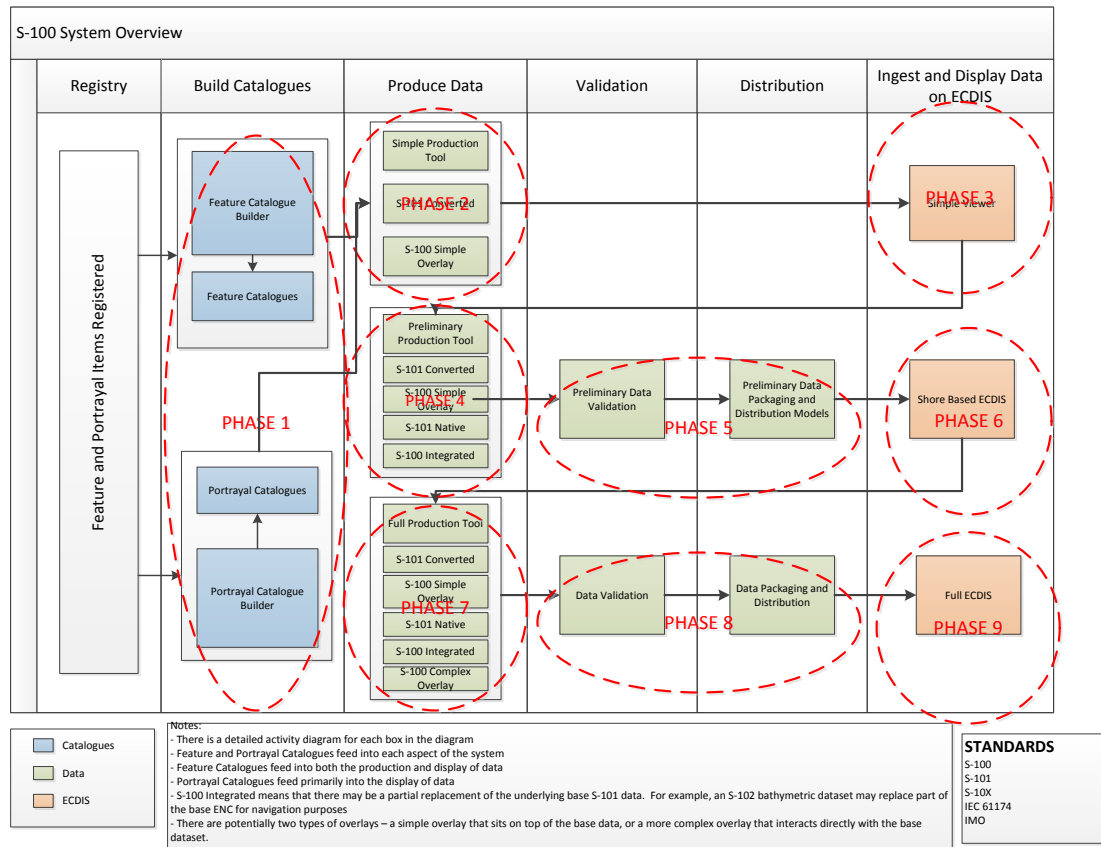 S-100 System Overview
Registry
Build Catalogues
Produce Data
Validation
Distribution
Ingest and Display Data
on ECDIS
Feature and Portrayal Items Registered
Feature Catalogue
Builder
Feature Catalogues
PHASE 1
Portrayal Catalogues
Portrayal Catalogue
Builder
Simple Production
Tool
S-101 Converted
PHASE 2
S-100 Simple
Overlay
Simple Viewer
PHASE 3
Preliminary
Production Tool
S-101 Converted
S-100 Simple
Overlay
PHASE 4
S-101 Native
S-100 Integrated
Preliminary Data
Validation
Preliminary Data
Packaging and
Distribution Models
PHASE 5
Shore Based ECDIS
PHASE 6
Full Production Tool
S-101 Converted
S-100 Simple
Overlay
PHASE 7
S-101 Native
S-100 Integrated
S-100 Complex
Overlay
Data Validation
Data Packaging and
Distribution
PHASE 8
Full ECDIS
PHASE 9
Catalogues
Data
ECDIS
Notes:
- There is a detailed activity diagram for each box in the diagram
- Feature and Portrayal Catalogues feed into each aspect of the system
- Feature Catalogues feed into both the production and display of data
- Portrayal Catalogues feed primarily into the display of data
- S-100 Integrated means that there may be a partial replacement of the underlying base S-101 data. For example, an S-102 bathymetric dataset may replace part
of the base ENC for navigation purposes
- There are potentially two types of overlays – a simple overlay that sits on top of the base data, or a more complex overlay that interacts directly with the base
dataset.
STANDARDS
S-100
S-101
S-10X
IEC 61174
IMO